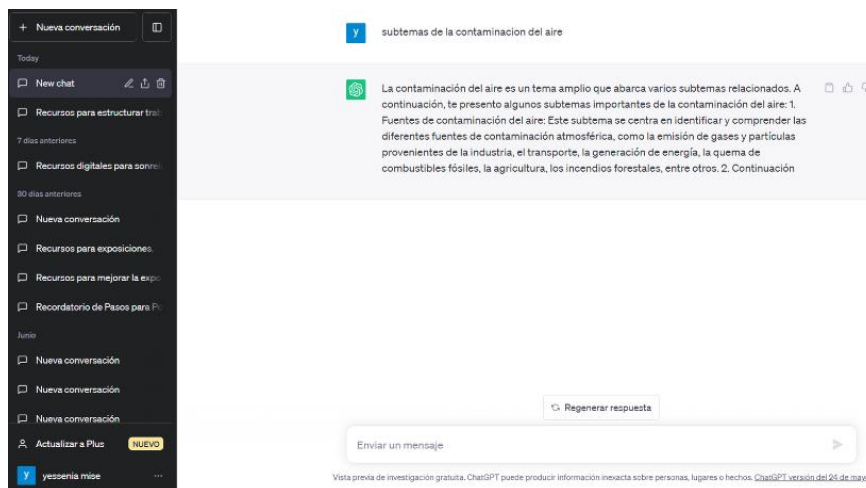 + Nueva conversación
Today
New chat
Recursos para estructurar trab
7 días anteriores
Recursos digitales para sonrei
30 días anteriores
Nueva conversación
Recursos para exposiciones.
Recursos para mejorar la expo
Recordatorio de Pasos para Po
Junio
Nueva conversación
Nueva conversación
Nueva conversación
Actualizar a Plus NUEVO
y yessenia mise ...
y subtemas de la contaminacion del aire
La contaminación del aire es un tema amplio que abarca varios subtemas relacionados. A
continuación, te presento algunos subtemas importantes de la contaminación del aire: 1.
Fuentes de contaminación del aire: Este subtema se centra en identificar y comprender las
diferentes fuentes de contaminación atmosférica, como la emisión de gases y partículas
provenientes de la industria, el transporte, la generación de energía, la quema de
combustibles fósiles, la agricultura, los incendios forestales, entre otros. 2. Continuación
Regenerar respuesta
Enviar un mensaje
Vista previa de investigación gratuita. ChatGPT puede producir información inexacta sobre personas, lugares o hechos. ChatGPT versión del 24 de may